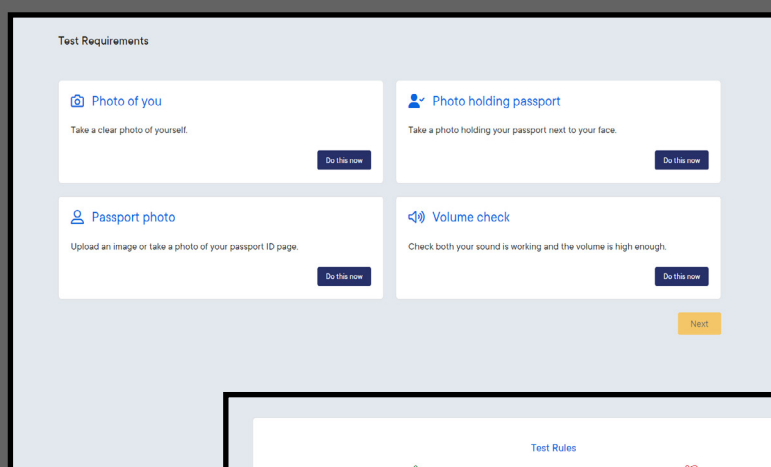 Test Requirements
Photo of you
Take a clear photo of yourself.
Do this now
Photo holding passport
Take a photo holding your passport next to your face.
Do this now
Passport photo
Upload an image or take a photo of your passport ID page.
Do this now
Volume check
Check both your sound is working and the volume is high enough.
Do this now
Next
Test Rules